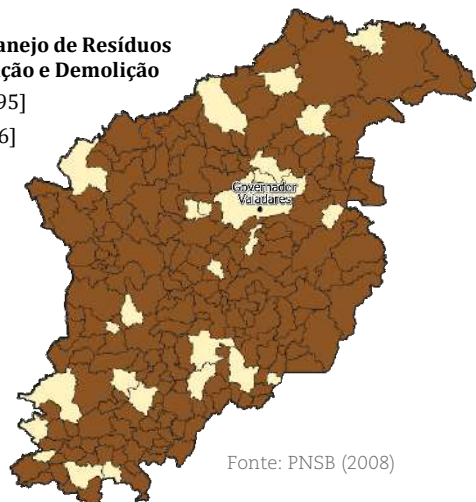 anejo de Resíduos
ção e Demolição
95]
6]
Governador
Valadares
Fonte: PNSB (2008)